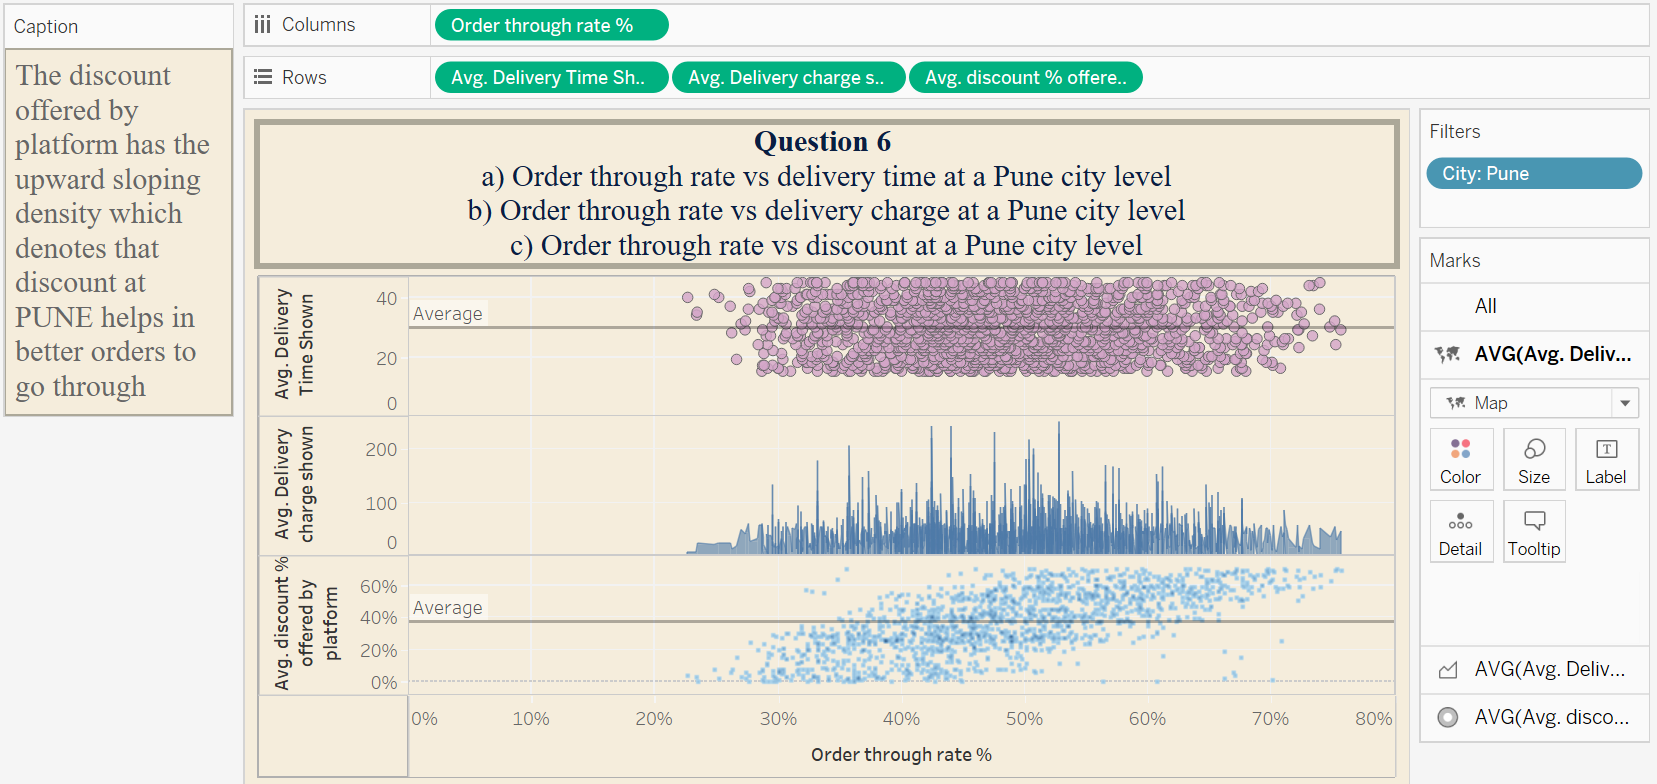 Caption
The discount
offered by
platform has the
upward sloping
density which
denotes that
discount at
PUNE helps in
better orders to
go through
Columns
Order through rate %
Rows
Avg. Delivery Time Sh..
Avg. Delivery charge s..
Avg. discount % offere..
Question 6
a) Order through rate vs delivery time at a Pune city level
b) Order through rate vs delivery charge at a Pune city level
c) Order through rate vs discount at a Pune city level
Avg. Delivery
Time Shown
40
20
0
Average
Avg. Delivery
charge shown
200
100
0
Avg. discount %
offered by
platform
60%
40%
20%
0%
Average
0%
10%
20%
30%
40%
50%
60%
70%
80%
Order through rate %
Filters
City: Pune
Marks
All
AVG(Avg. Deliv...
Map
Color
Size
T
Label
Detail
Tooltip
AVG(Avg. Deliv...
AVG(Avg. disco...